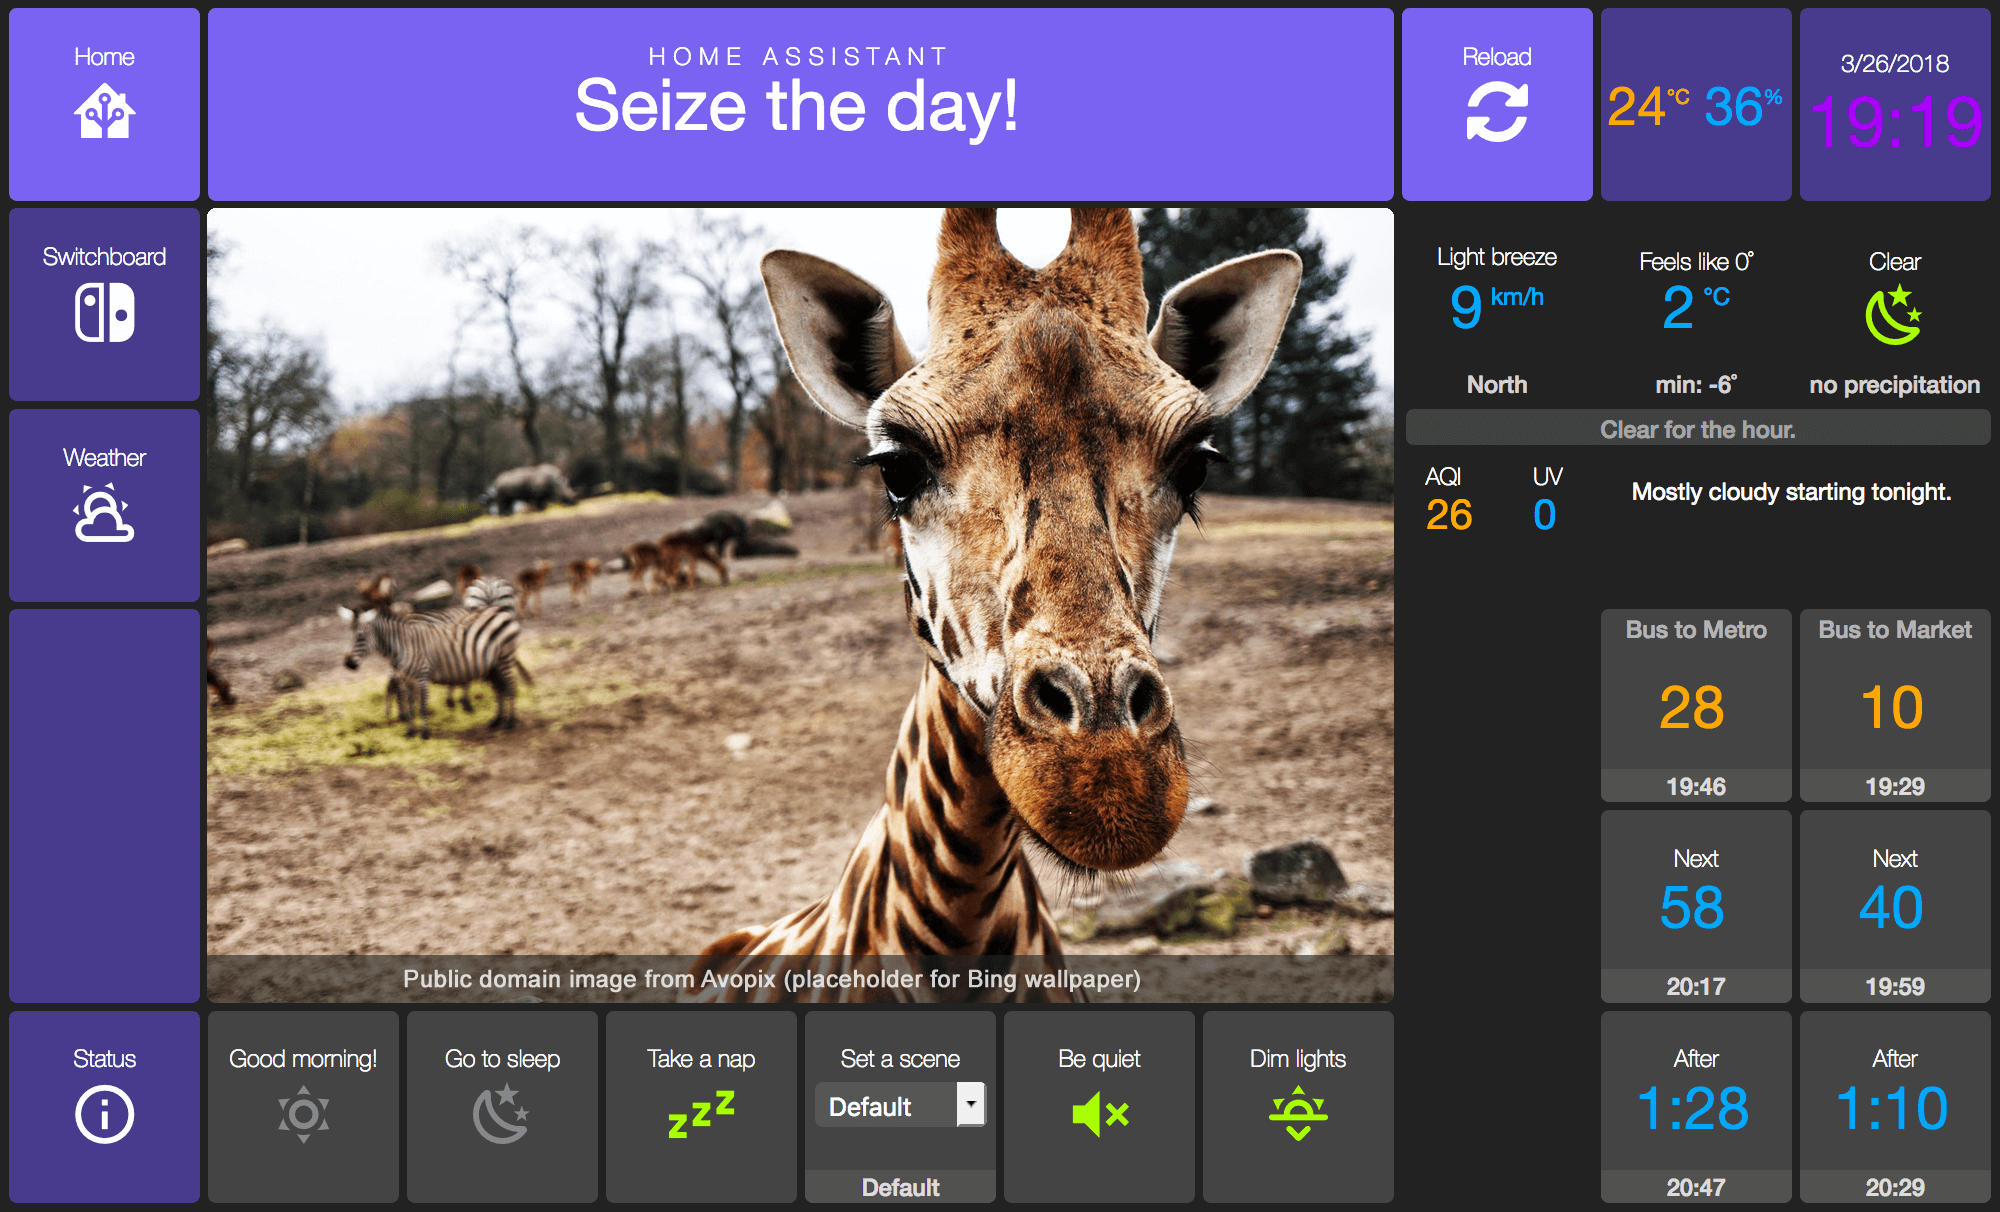 Home
HOME ASSISTANT
Seize the day!
Reload
24°C 36%
3/26/2018
19:19
Switchboard
Weather
Status
Public domain image from Avopix (placeholder for Bing wallpaper)
Light breeze
9 km/h
North
Feels like 0°
2 °C
min: -6°
Clear
no precipitation
Clear for the hour.
AQI
26
UV
0
Mostly cloudy starting tonight.
Bus to Metro
28
19:46
Bus to Market
10
19:29
Next
58
20:17
Next
40
19:59
After
1:28
20:47
After
1:10
20:29
Good morning!
Go to sleep
Take a nap
zzz
Set a scene
Default
Default
Be quiet
Dim lights